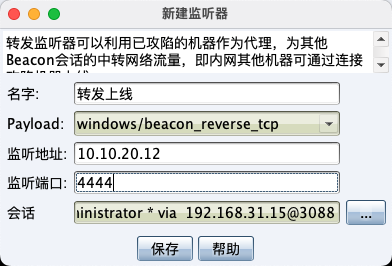 新建监听器
转发监听器可以利用已攻陷的机器作为代理，为其他
Beacon会话的中转网络流量，即内网其他机器可通过连接
名字: 转发上线
Payload: windows/beacon_reverse_tcp
监听地址: 10.10.20.12
监听端口: 4444
会话 inistrator * via 192.168.31.15@3088 ...
保存 帮助